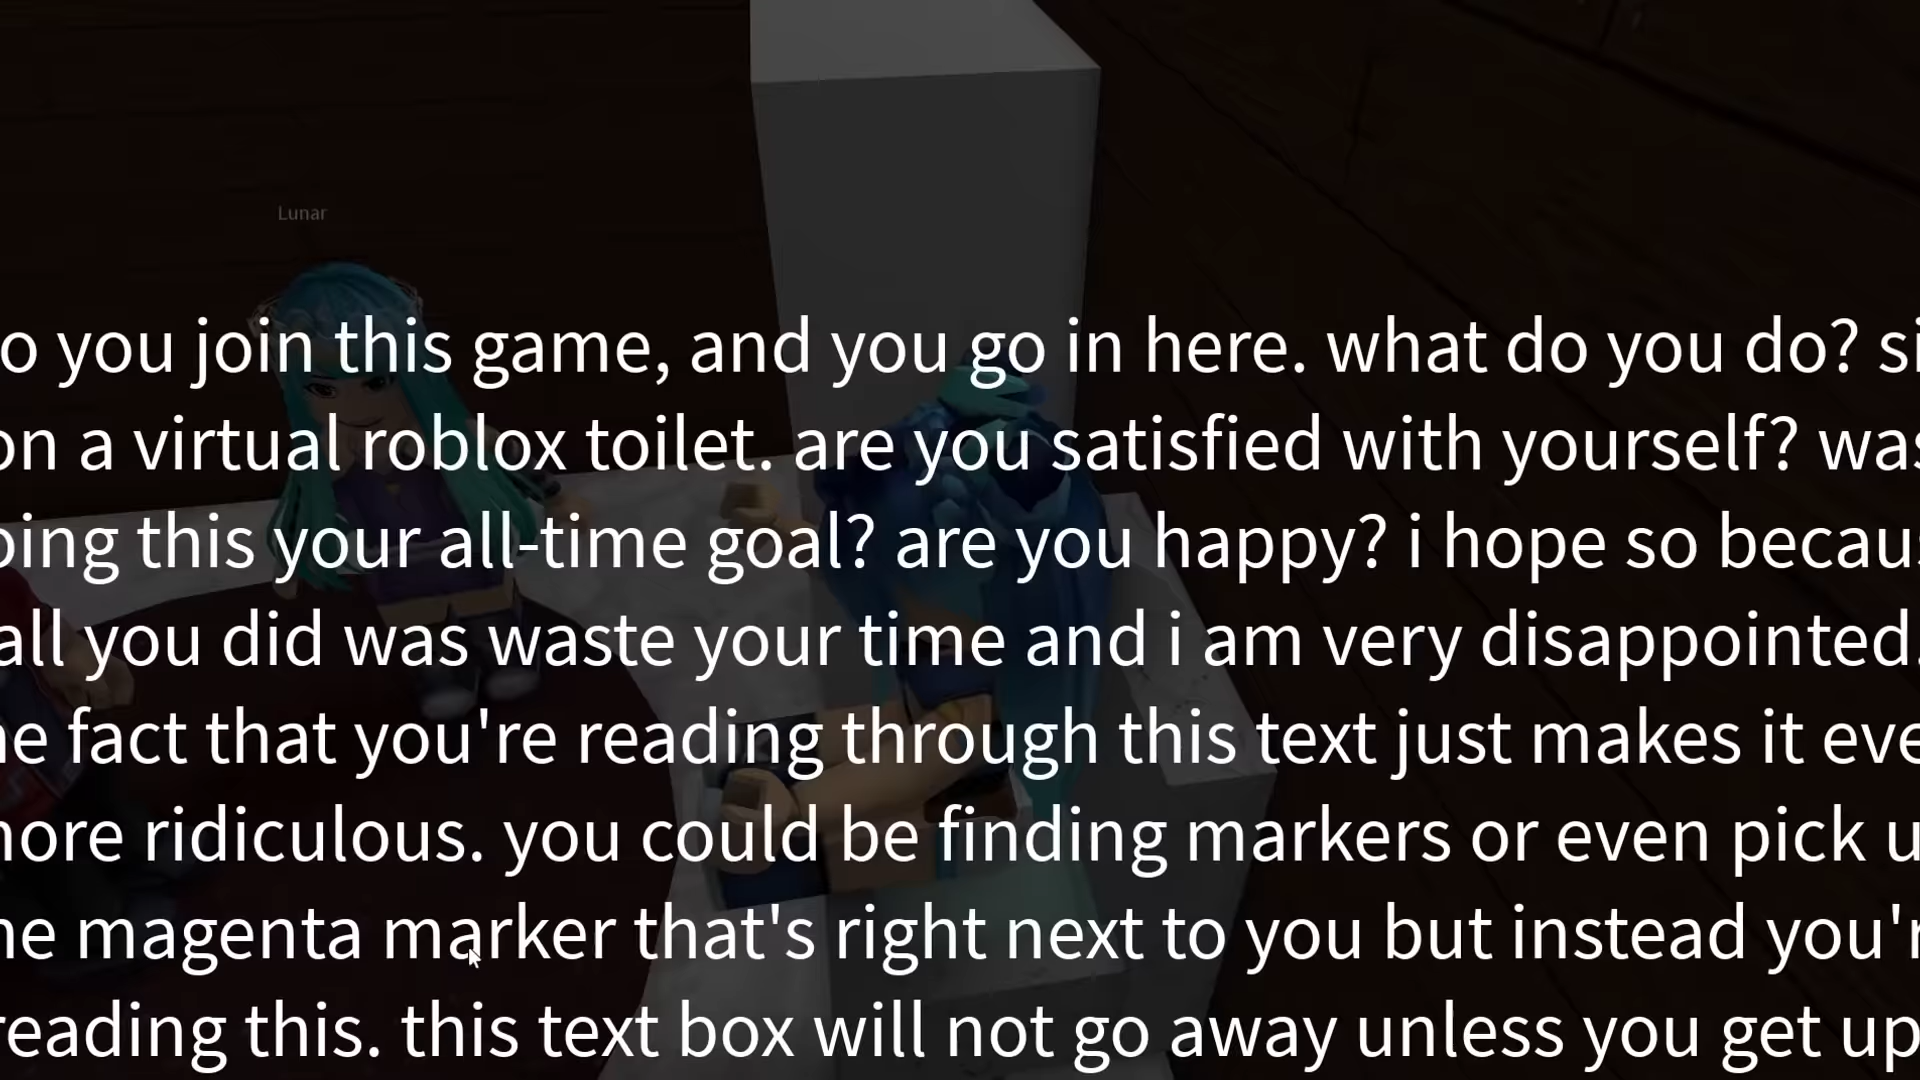 Lunar
o you join this game, and you go in here. what do you do? si
on a virtual roblox toilet. are you satisfied with yourself? was
oing this your all-time goal? are you happy? i hope so becaus
all you did was waste your time and i am very disappointed.
he fact that you're reading through this text just makes it eve
more ridiculous. you could be finding markers or even pick u
he magenta marker that's right next to you but instead you'r
reading this. this text box will not go away unless you get up